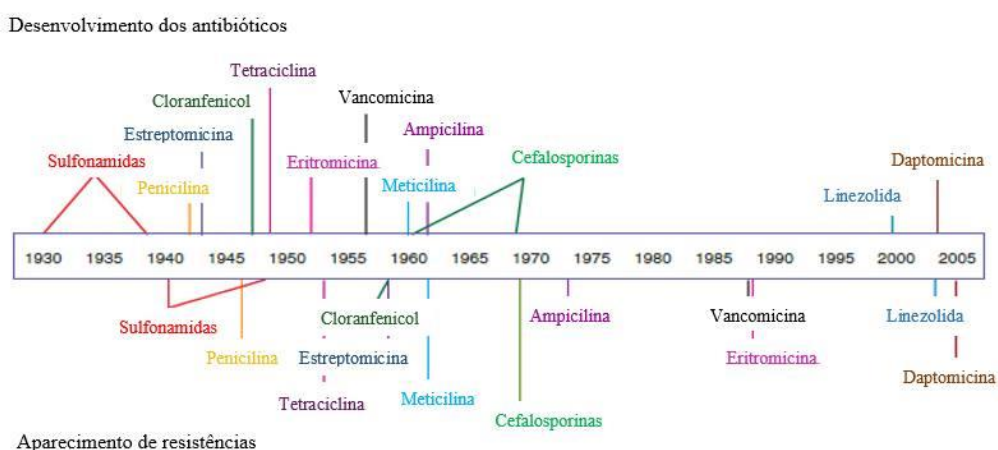 Desenvolvimento dos antibióticos
Tetraciclina
Cloranfenicol
Vancomicina
Estreptomicina
Ampicilina
Sulfonamidas
Eritromicina
Cefalosporinas
Daptomicina
Penicilina
Meticilina
Linezolida
1930 1935 1940 1945 1950 1955 1960 1965 1970 1975 1980 1985 1990 1995 2000 2005
Sulfonamidas
Cloranfenicol
Ampicilina
Vancomicina
Linezolida
Penicilina
Estreptomicina
Eritromicina
Tetraciclina
Meticilina
Daptomicina
Cefalosporinas
Aparecimento de resistências